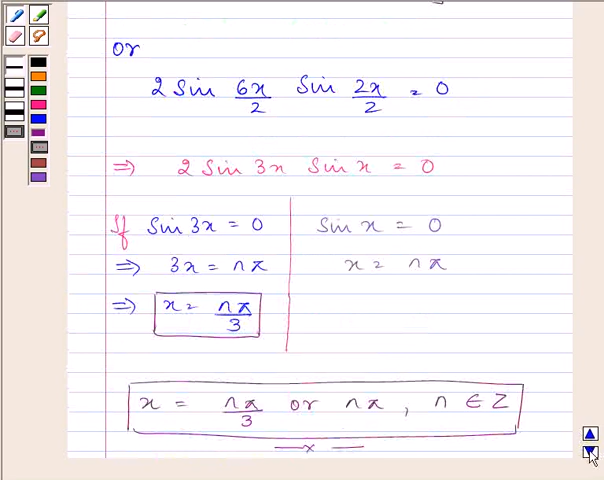 or
2 Sin 6x/2 Sin 2x/2 = 0
⇒ 2 Sin 3x Sin x = 0
If Sin 3x = 0
⇒ 3x = nπ
⇒ x = nπ/3
Sin x = 0
x = nπ
x = nπ/3 or nπ , n ∈ Z